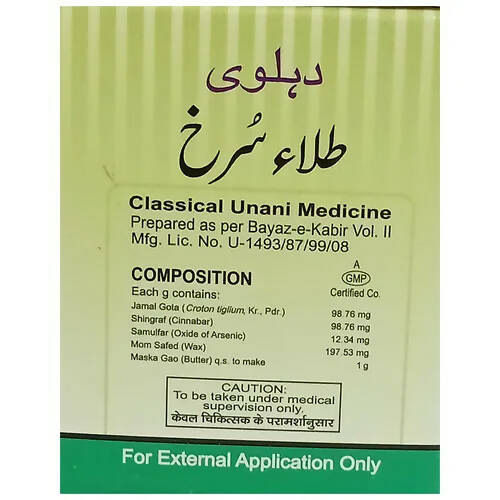 دہلوی
طلاء سُرخ
Classical Unani Medicine
Prepared as per Bayaz-e-Kabir Vol. II
Mfg. Lic. No. U-1493/87/99/08
A
GMP
Certified Co.
COMPOSITION
Each g contains:
Jamal Gola (Croton tiglium, Kr., Pdr.) 98.76 mg
Shingraf (Cinnabar) 98.76 mg
Samulfar (Oxide of Arsenic) 12.34 mg
Mom Safed (Wax) 197.53 mg
Maska Gao (Butter) q.s. to make 1 g
CAUTION:
To be taken under medical
supervision only,
केवल चिकित्सक के परामर्शानुसार
For External Application Only